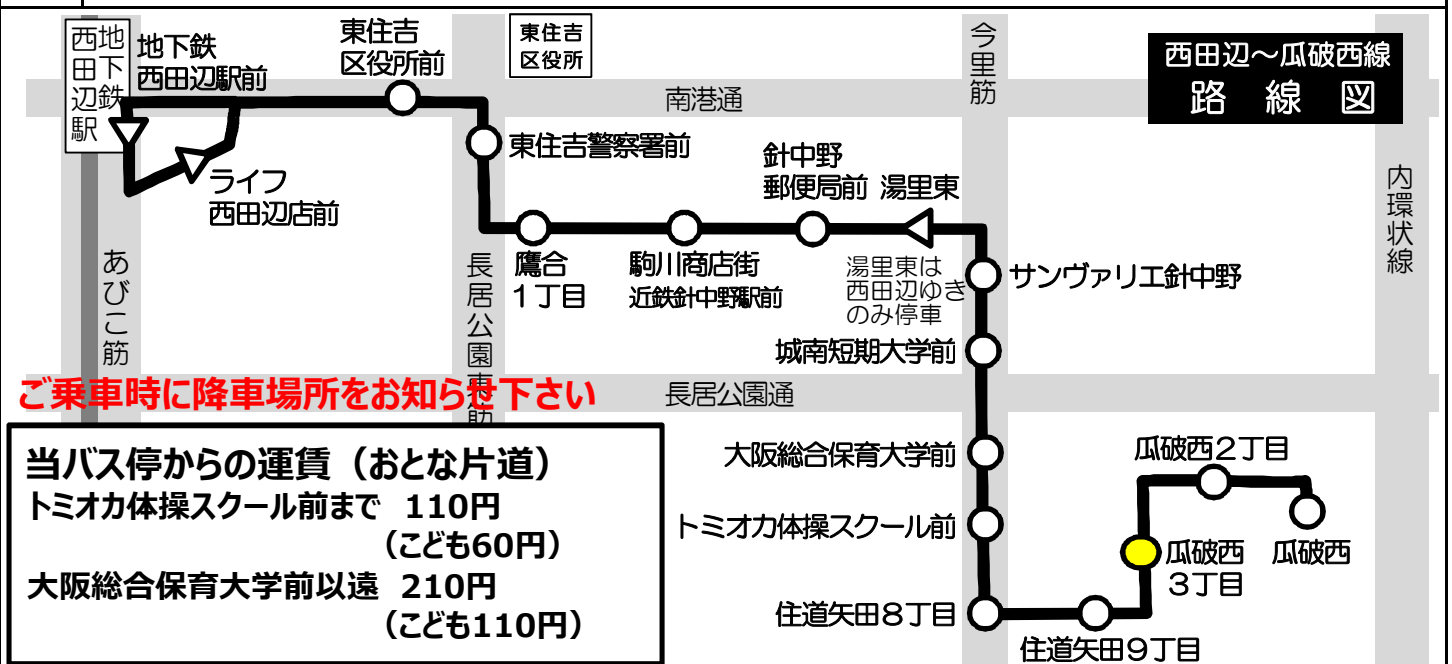 地下鉄
西田辺駅
地下鉄
西田辺駅前
東住吉
区役所前
東住吉
区役所
今里筋
西田辺～瓜破西線
路線図
南港通
東住吉警察署前
針中野
郵便局前
湯里東
ライフ
西田辺店前
内環状線
あびこ筋
長居公園東筋
鷹合
1丁目
駒川商店街
近鉄針中野駅前
湯里東は
西田辺ゆき
のみ停車
サンヴァリエ針中野
城南短期大学前
ご乗車時に降車場所をお知らせ下さい
長居公園通
当バス停からの運賃（おとな片道）
トミオカ体操スクール前まで 110円
（こども60円）
大阪総合保育大学前以遠 210円
（こども110円）
大阪総合保育大学前
瓜破西2丁目
トミオカ体操スクール前
瓜破西
3丁目
瓜破西
住道矢田8丁目
住道矢田9丁目